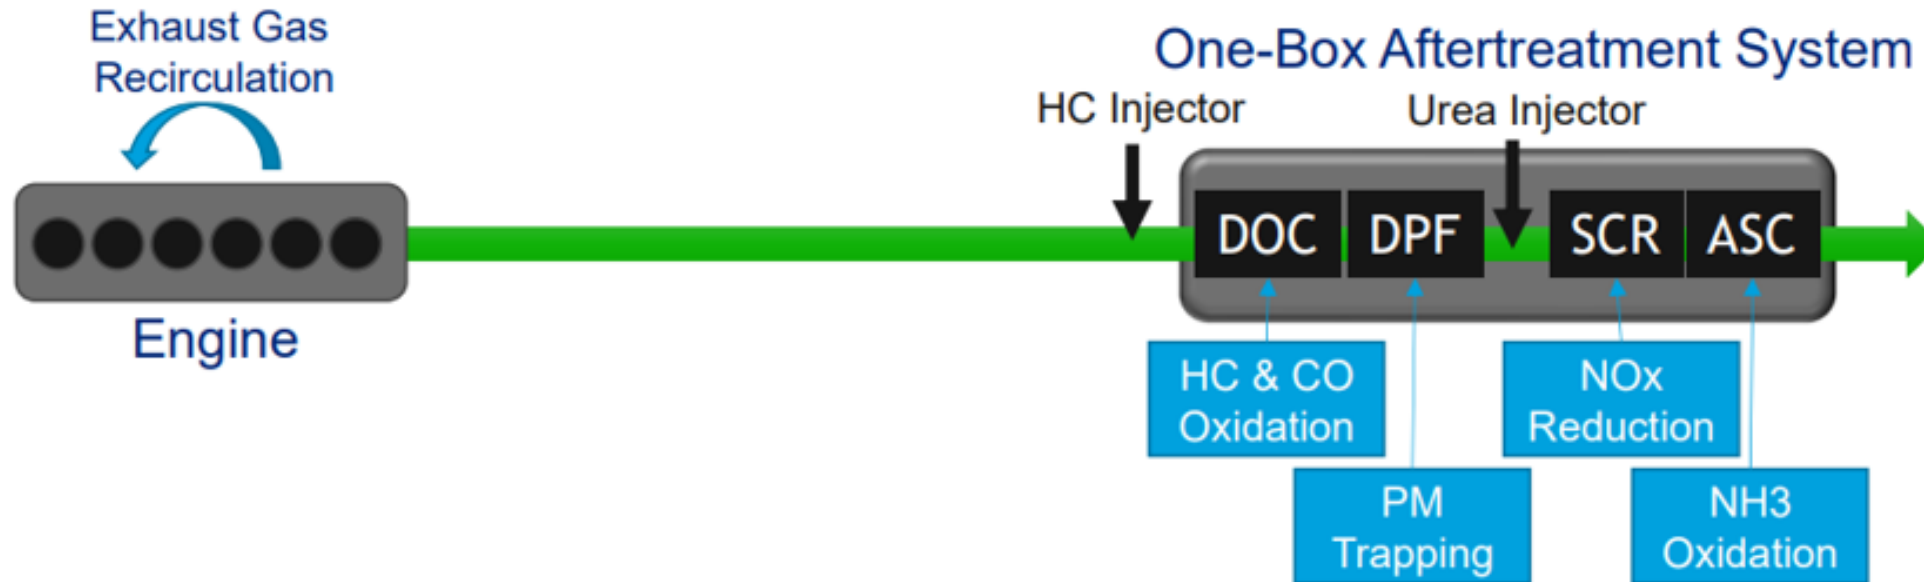 Exhaust Gas
Recirculation
One-Box Aftertreatment System
HC Injector
Urea Injector
DOC
DPF
SCR
ASC
Engine
HC & CO
Oxidation
NOx
Reduction
PM
Trapping
NH3
Oxidation